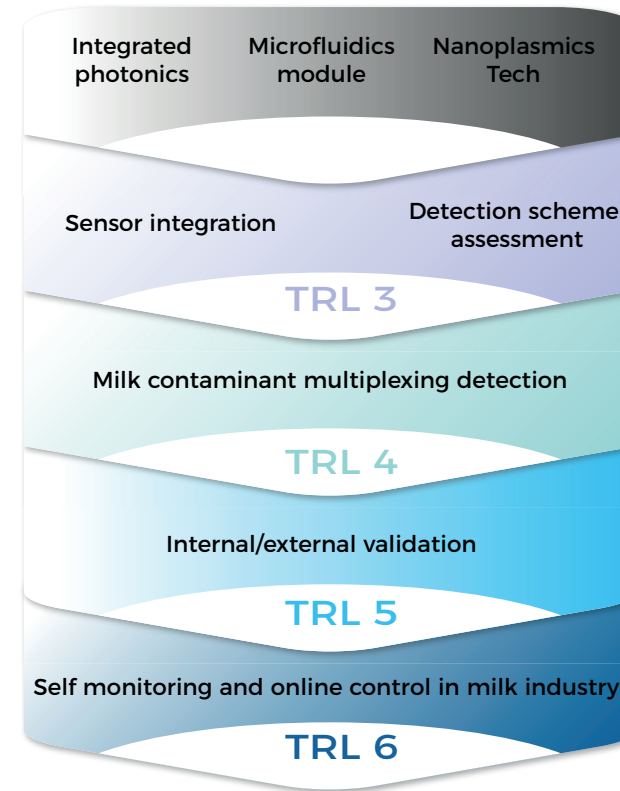 Integrated photonics
Microfluidics module
Nanoplasmics Tech
Sensor integration
Detection scheme assessment
TRL 3
Milk contaminant multiplexing detection
TRL 4
Internal/external validation
TRL 5
Self monitoring and online control in milk industry
TRL 6